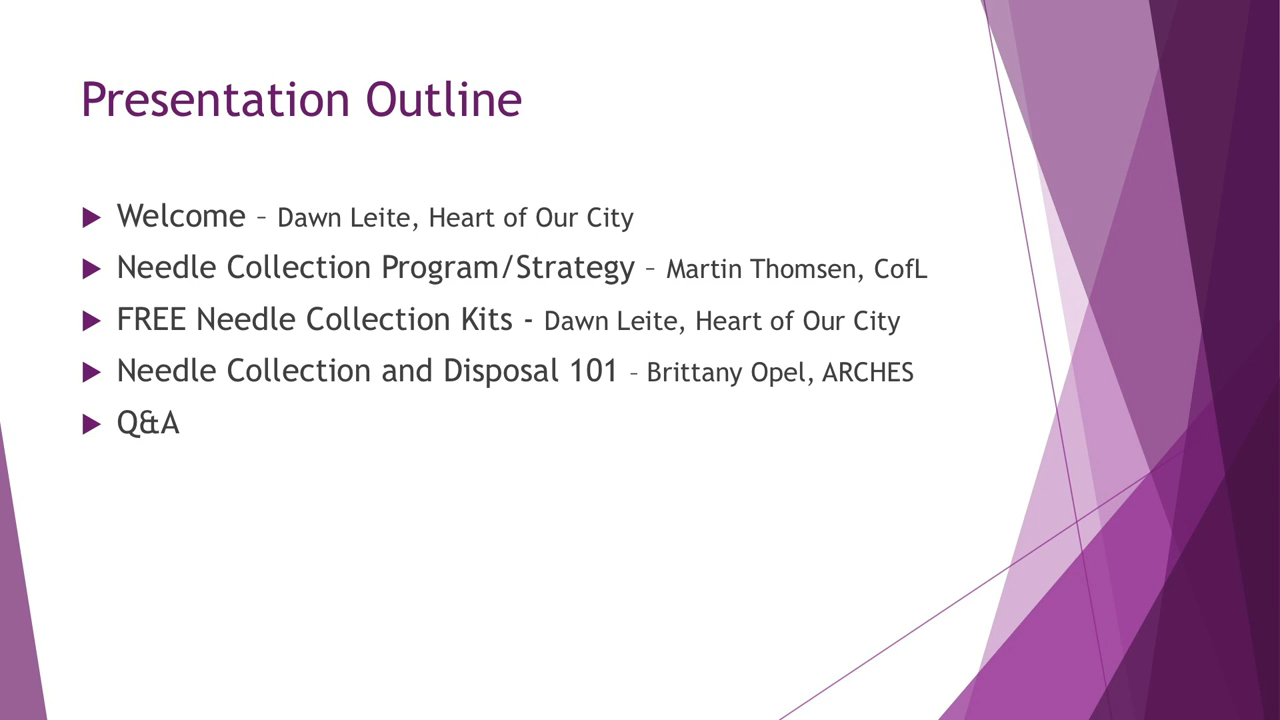 Presentation Outline
Welcome – Dawn Leite, Heart of Our City
Needle Collection Program/Strategy – Martin Thomsen, CofL
FREE Needle Collection Kits - Dawn Leite, Heart of Our City
Needle Collection and Disposal 101 – Brittany Opel, ARCHES
Q&A